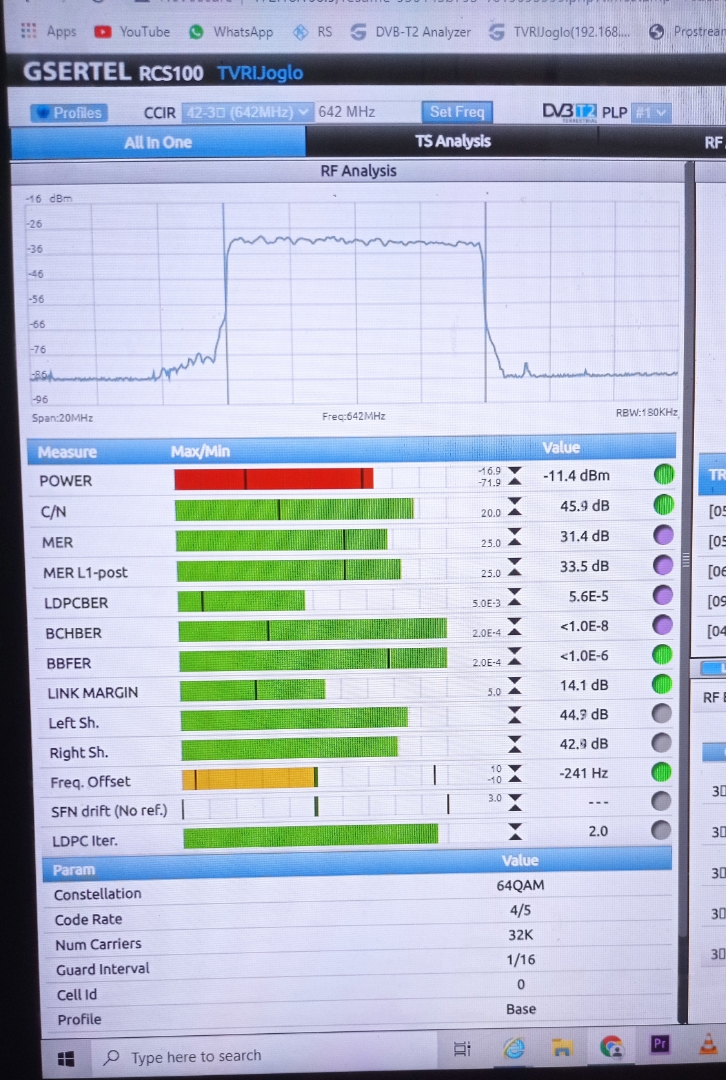 Apps YouTube WhatsApp RS DVB-T2 Analyzer TVRIJoglo(192.168.... Prostream
GSERTEL RCS100 TVRIJoglo
Profiles CCIR 42-3 (642MHz) 642 MHz Set Freq DVB T2 PLP #1
All In One TS Analysis RF
RF Analysis
-16 dBm
-26
-36
-46
-56
-66
-76
-86
-96
Span:20MHz Freq:642MHz RBW:180KHz
Measure Max/Min Value
POWER -16.9 -71.9 -11.4 dBm
C/N 20.0 45.9 dB
MER 25.0 31.4 dB
MER L1-post 25.0 33.5 dB
LDPCBER 5.0E-3 5.6E-5
BCHBER 2.0E-4 <1.0E-8
BBFER 2.0E-4 <1.0E-6
LINK MARGIN 5.0 14.1 dB
Left Sh. 44.9 dB
Right Sh. 42.9 dB
Freq. Offset 10 -10 -241 Hz
SFN drift (No ref.) 3.0 ---
LDPC Iter. 2.0
Param Value
Constellation 64QAM
Code Rate 4/5
Num Carriers 32K
Guard Interval 1/16
Cell Id 0
Profile Base
TR
[05
[05
[06
[09
[04
RF
Type here to search
Pr